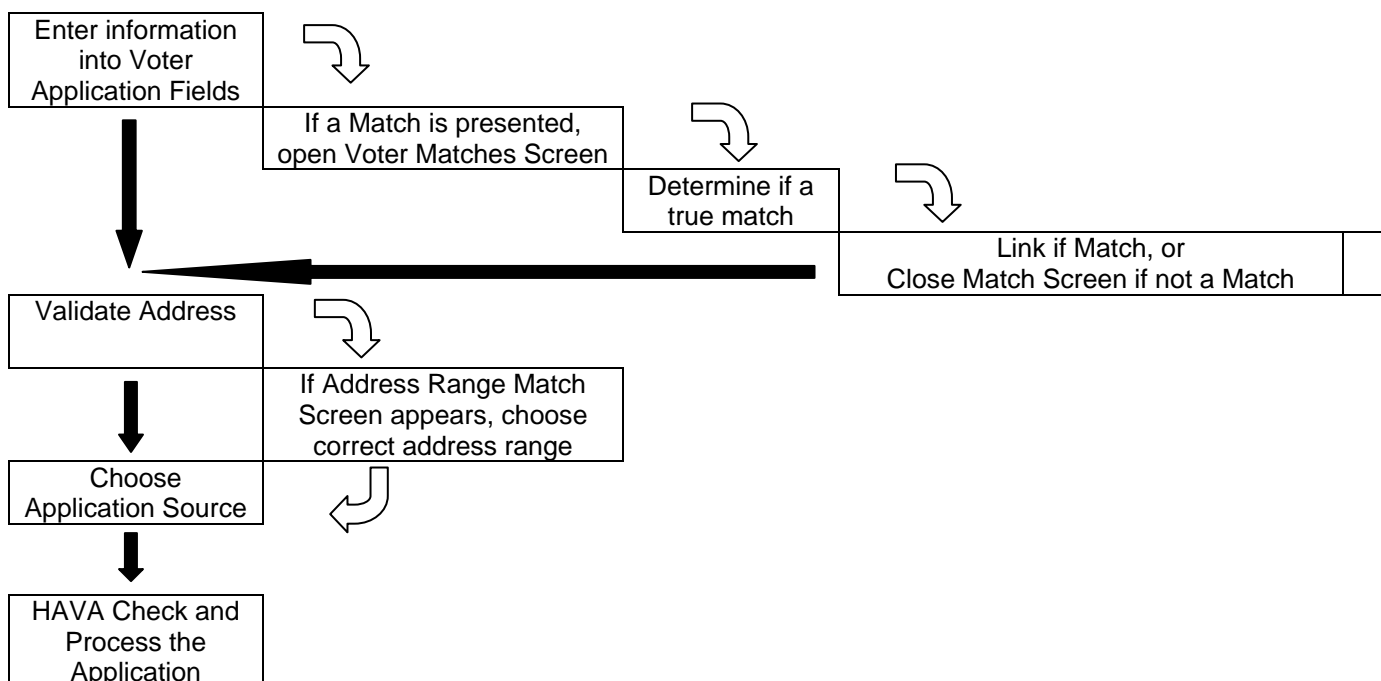 Enter information
into Voter
Application Fields
If a Match is presented,
open Voter Matches Screen
Determine if a
true match
Link if Match, or
Close Match Screen if not a Match
Validate Address
If Address Range Match
Screen appears, choose
correct address range
Choose
Application Source
HAVA Check and
Process the
Application